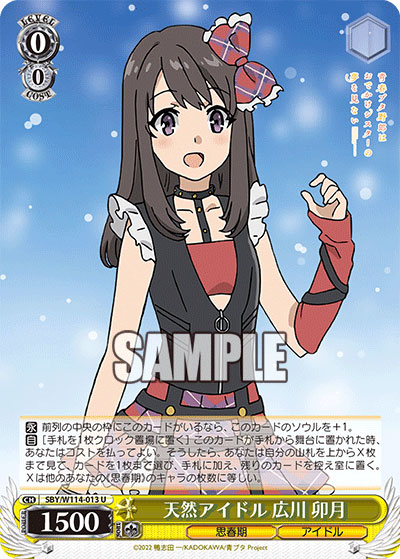 LEVEL
0
0
COST
青春ブタ野郎は
おでかけシスターの
夢を見ない
SAMPLE
永 前列の中央の枠にこのカードがいるなら、このカードのソウルを+1。
自 [手札を1枚クロック置場に置く]このカードが手札から舞台に置かれた時、
あなたはコストを払ってよい。そうしたら、あなたは自分の山札を上からX枚
まで見て、カードを1枚まで選び、手札に加え、残りのカードを控え室に置く。
Xは他のあなたの《思春期》のキャラの枚数に等しい。
CH SBY/W114-013 U
1500
天然アイドル 広川 卯月
思春期
アイドル
©2022 鴨志田 一/KADOKAWA/青ブタ Project